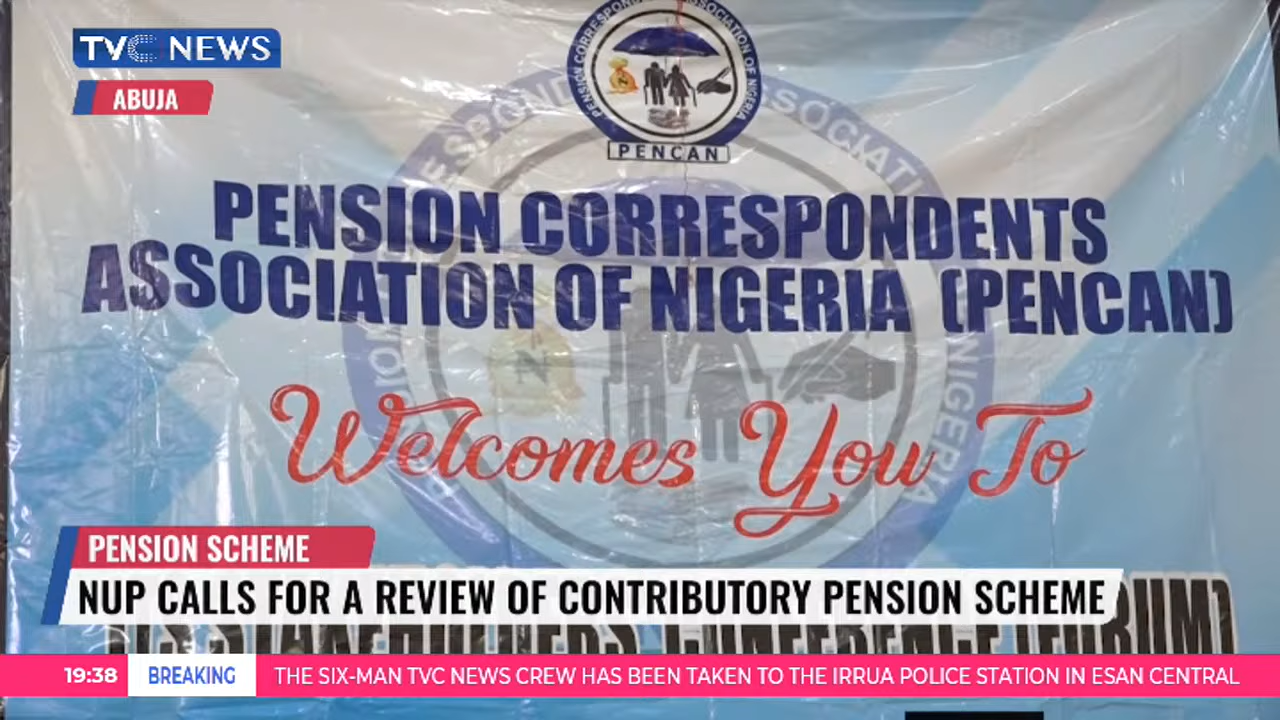 TVC NEWS
ABUJA
PENSION CORRESPONDENTS ASSOCIATION OF NIGERIA
N
PENCAN
PENSION CORRESPONDENTS
ASSOCIATION OF NIGERIA (PENCAN)
Welcomes You To
PENSION SCHEME
NUP CALLS FOR A REVIEW OF CONTRIBUTORY PENSION SCHEME
19:38 BREAKING THE SIX-MAN TVC NEWS CREW HAS BEEN TAKEN TO THE IRRUA POLICE STATION IN ESAN CENTRAL